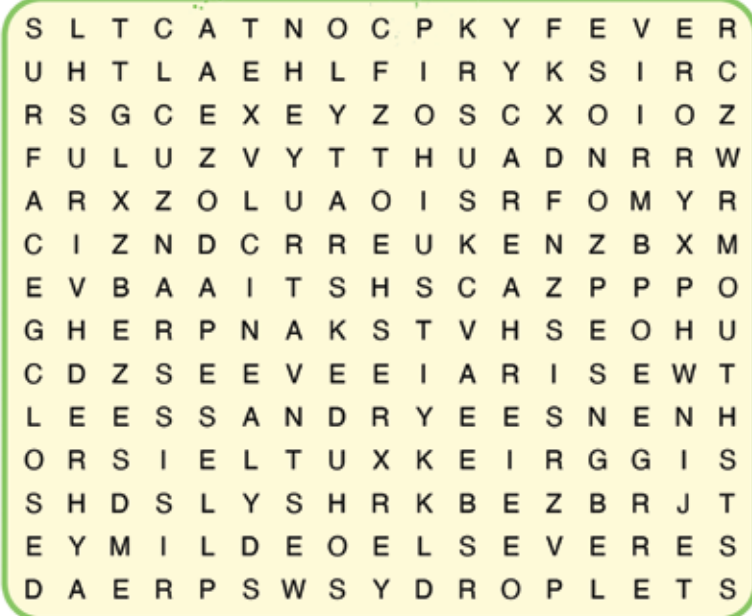 S L T C A T N O C P K Y F E V E R
U H T L A E H L F I R Y K S I R C
R S G C E X E Y Z O S C X O I O Z
F U L U Z V Y T T H U A D N R R W
A R X Z O L U A O I S R F O M Y R
C I Z N D C R R E U K E N Z B X M
E V B A A I T S H S C A Z P P P O
G H E R P N A K S T V H S E O H U
C D Z S E E V E E I A R I S E W T
L E E S S A N D R Y E E S N E N H
O R S I E L T U X K E I R G G I S
S H D S L Y S H R K B E Z B R J T
E Y M I L D E O E L S E V E R E S
D A E R P S W S Y D R O P L E T S